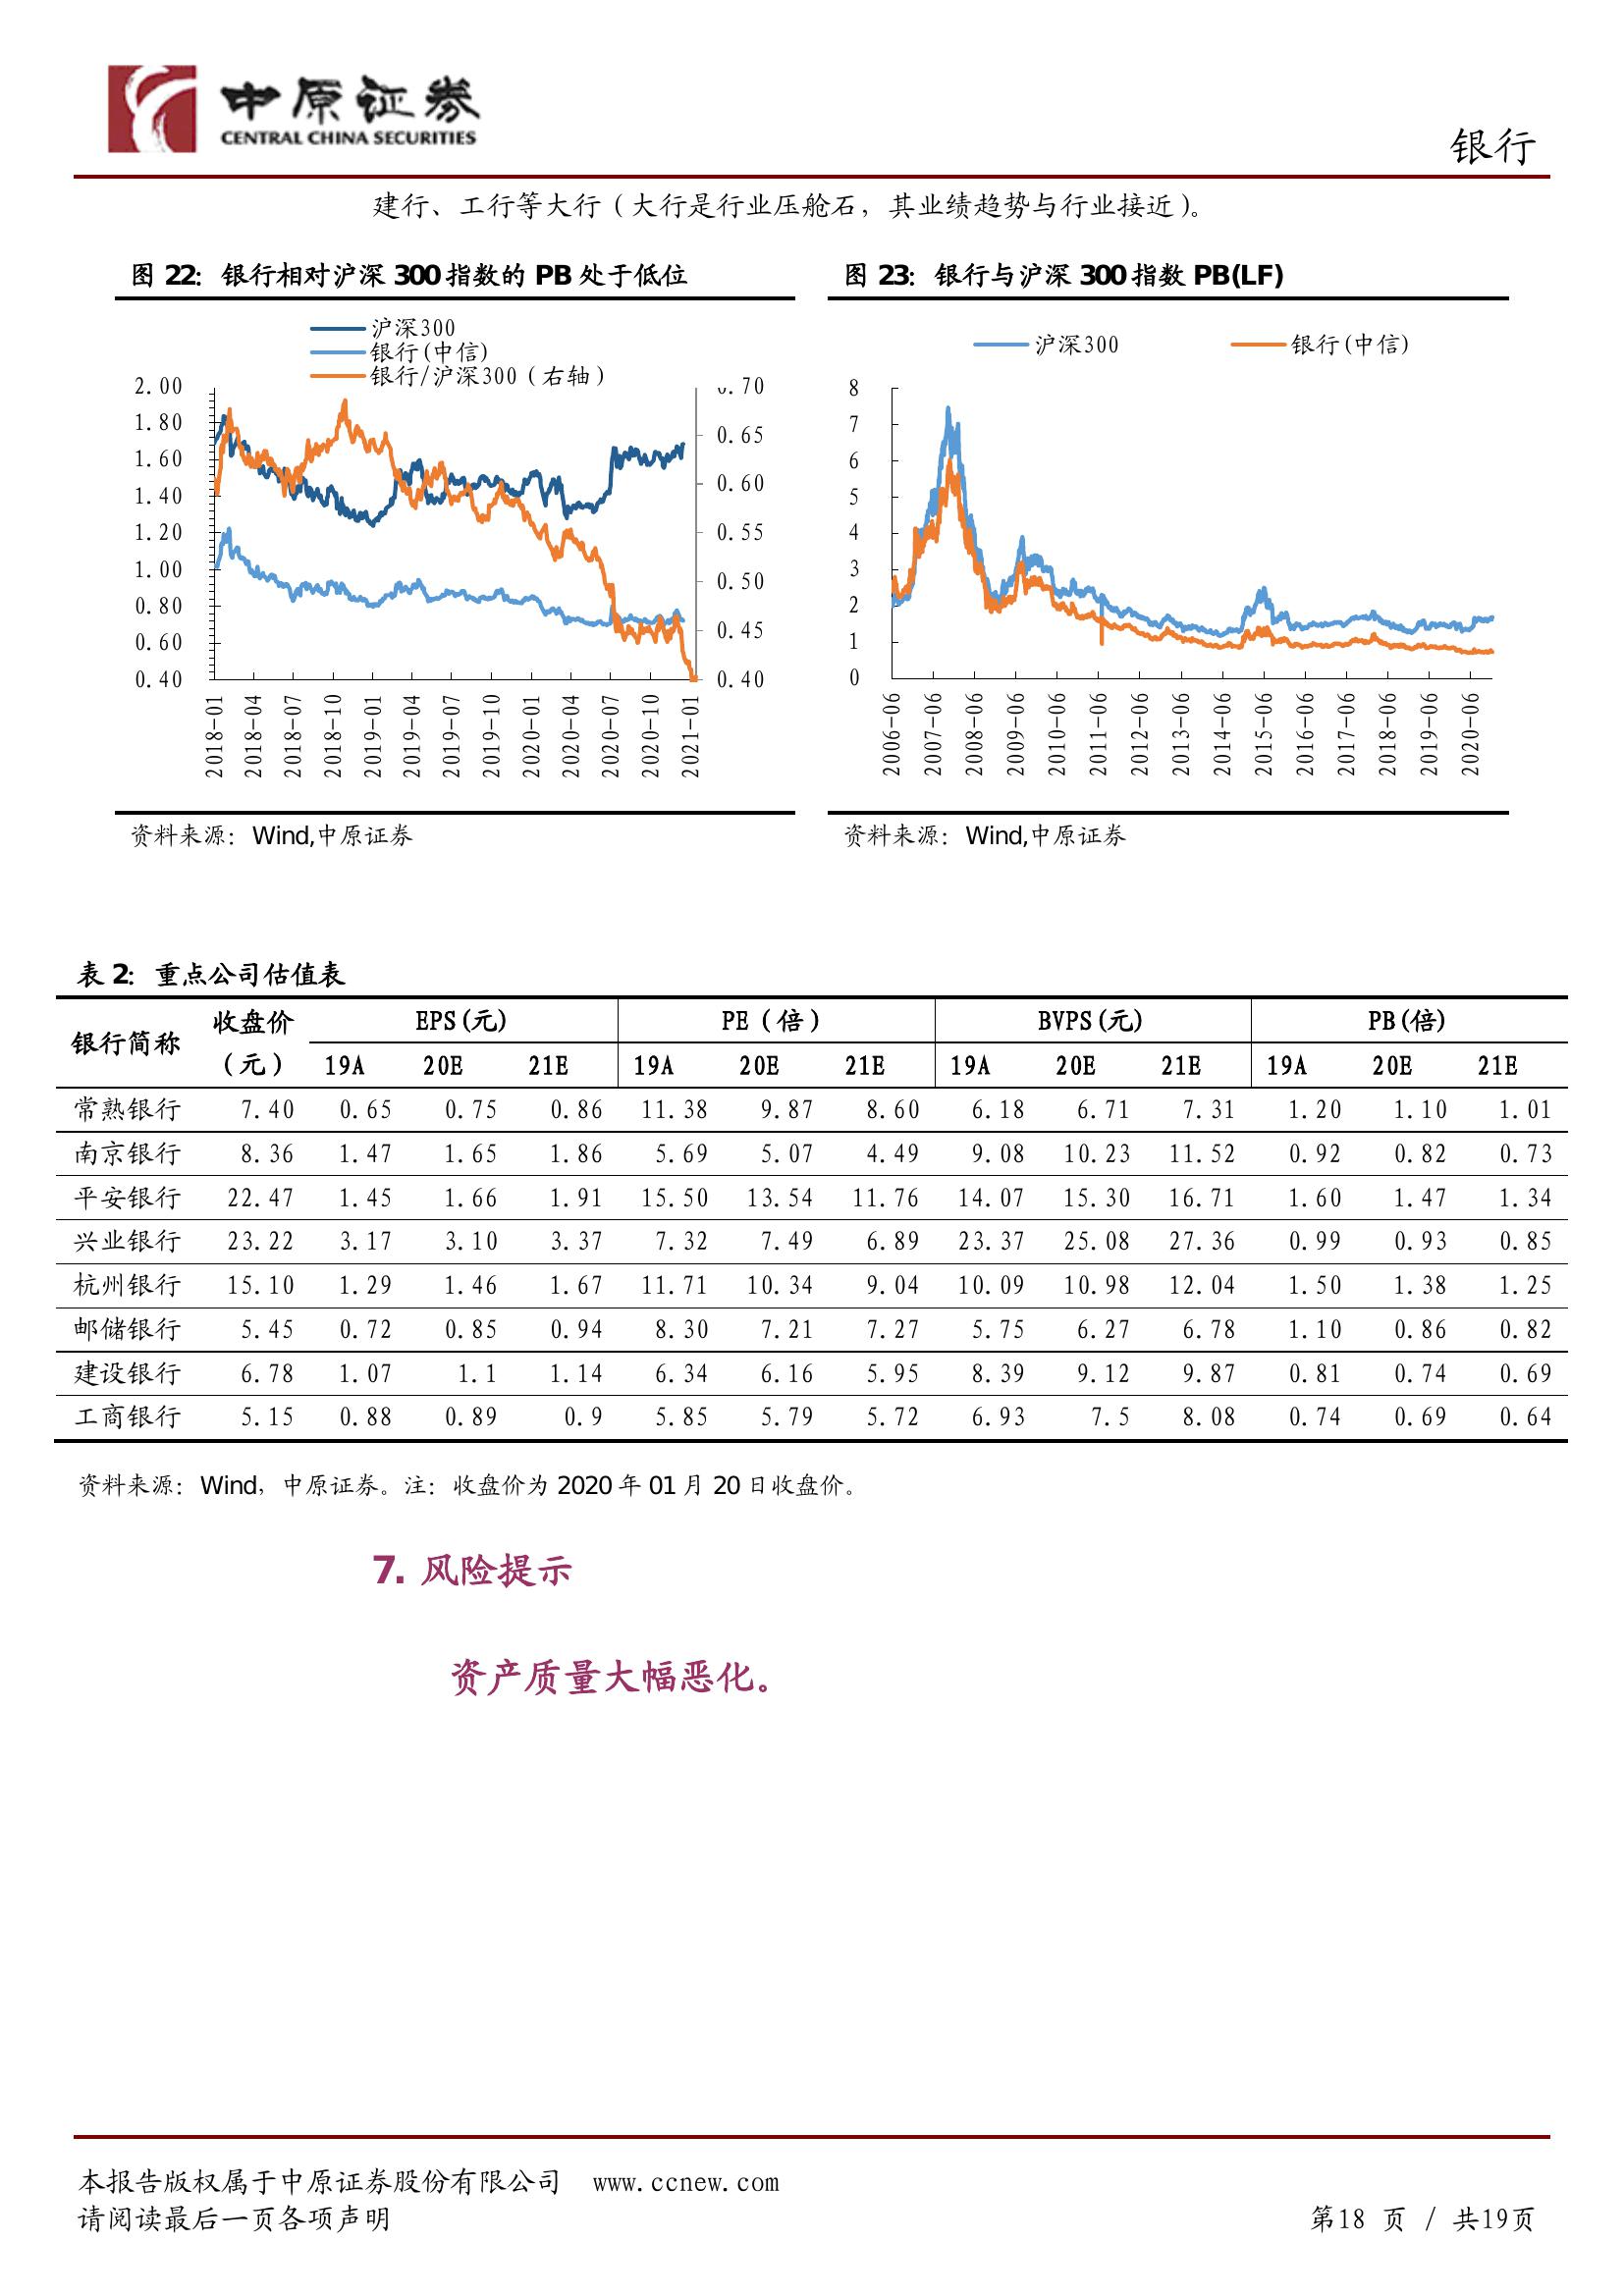 中原证券
CENTRAL CHINA SECURITIES
银行
建行、工行等大行（大行是行业压舱石，其业绩趋势与行业接近）。
图 22：银行相对沪深 300 指数的 PB 处于低位
沪深300
银行(中信)
银行/沪深300（右轴）
2.00
1.80
1.60
1.40
1.20
1.00
0.80
0.60
0.40
0.70
0.65
0.60
0.55
0.50
0.45
0.40
2018-01
2018-04
2018-07
2018-10
2019-01
2019-04
2019-07
2019-10
2020-01
2020-04
2020-07
2020-10
2021-01
资料来源：Wind,中原证券
图 23：银行与沪深 300 指数 PB(LF)
沪深300 银行(中信)
8
7
6
5
4
3
2
1
0
2006-06
2007-06
2008-06
2009-06
2010-06
2011-06
2012-06
2013-06
2014-06
2015-06
2016-06
2017-06
2018-06
2019-06
2020-06
资料来源：Wind,中原证券
表 2：重点公司估值表
银行简称 收盘价（元） EPS(元) PE（倍） BVPS(元) PB(倍)
19A 20E 21E 19A 20E 21E 19A 20E 21E 19A 20E 21E
常熟银行 7.40 0.65 0.75 0.86 11.38 9.87 8.60 6.18 6.71 7.31 1.20 1.10 1.01
南京银行 8.36 1.47 1.65 1.86 5.69 5.07 4.49 9.08 10.23 11.52 0.92 0.82 0.73
平安银行 22.47 1.45 1.66 1.91 15.50 13.54 11.76 14.07 15.30 16.71 1.60 1.47 1.34
兴业银行 23.22 3.17 3.10 3.37 7.32 7.49 6.89 23.37 25.08 27.36 0.99 0.93 0.85
杭州银行 15.10 1.29 1.46 1.67 11.71 10.34 9.04 10.09 10.98 12.04 1.50 1.38 1.25
邮储银行 5.45 0.72 0.85 0.94 8.30 7.21 7.27 5.75 6.27 6.78 1.10 0.86 0.82
建设银行 6.78 1.07 1.1 1.14 6.34 6.16 5.95 8.39 9.12 9.87 0.81 0.74 0.69
工商银行 5.15 0.88 0.89 0.9 5.85 5.79 5.72 6.93 7.5 8.08 0.74 0.69 0.64
资料来源：Wind，中原证券。注：收盘价为 2020 年 01 月 20 日收盘价。
7. 风险提示
资产质量大幅恶化。
本报告版权属于中原证券股份有限公司 www.ccnew.com
请阅读最后一页各项声明
第18 页 / 共19页